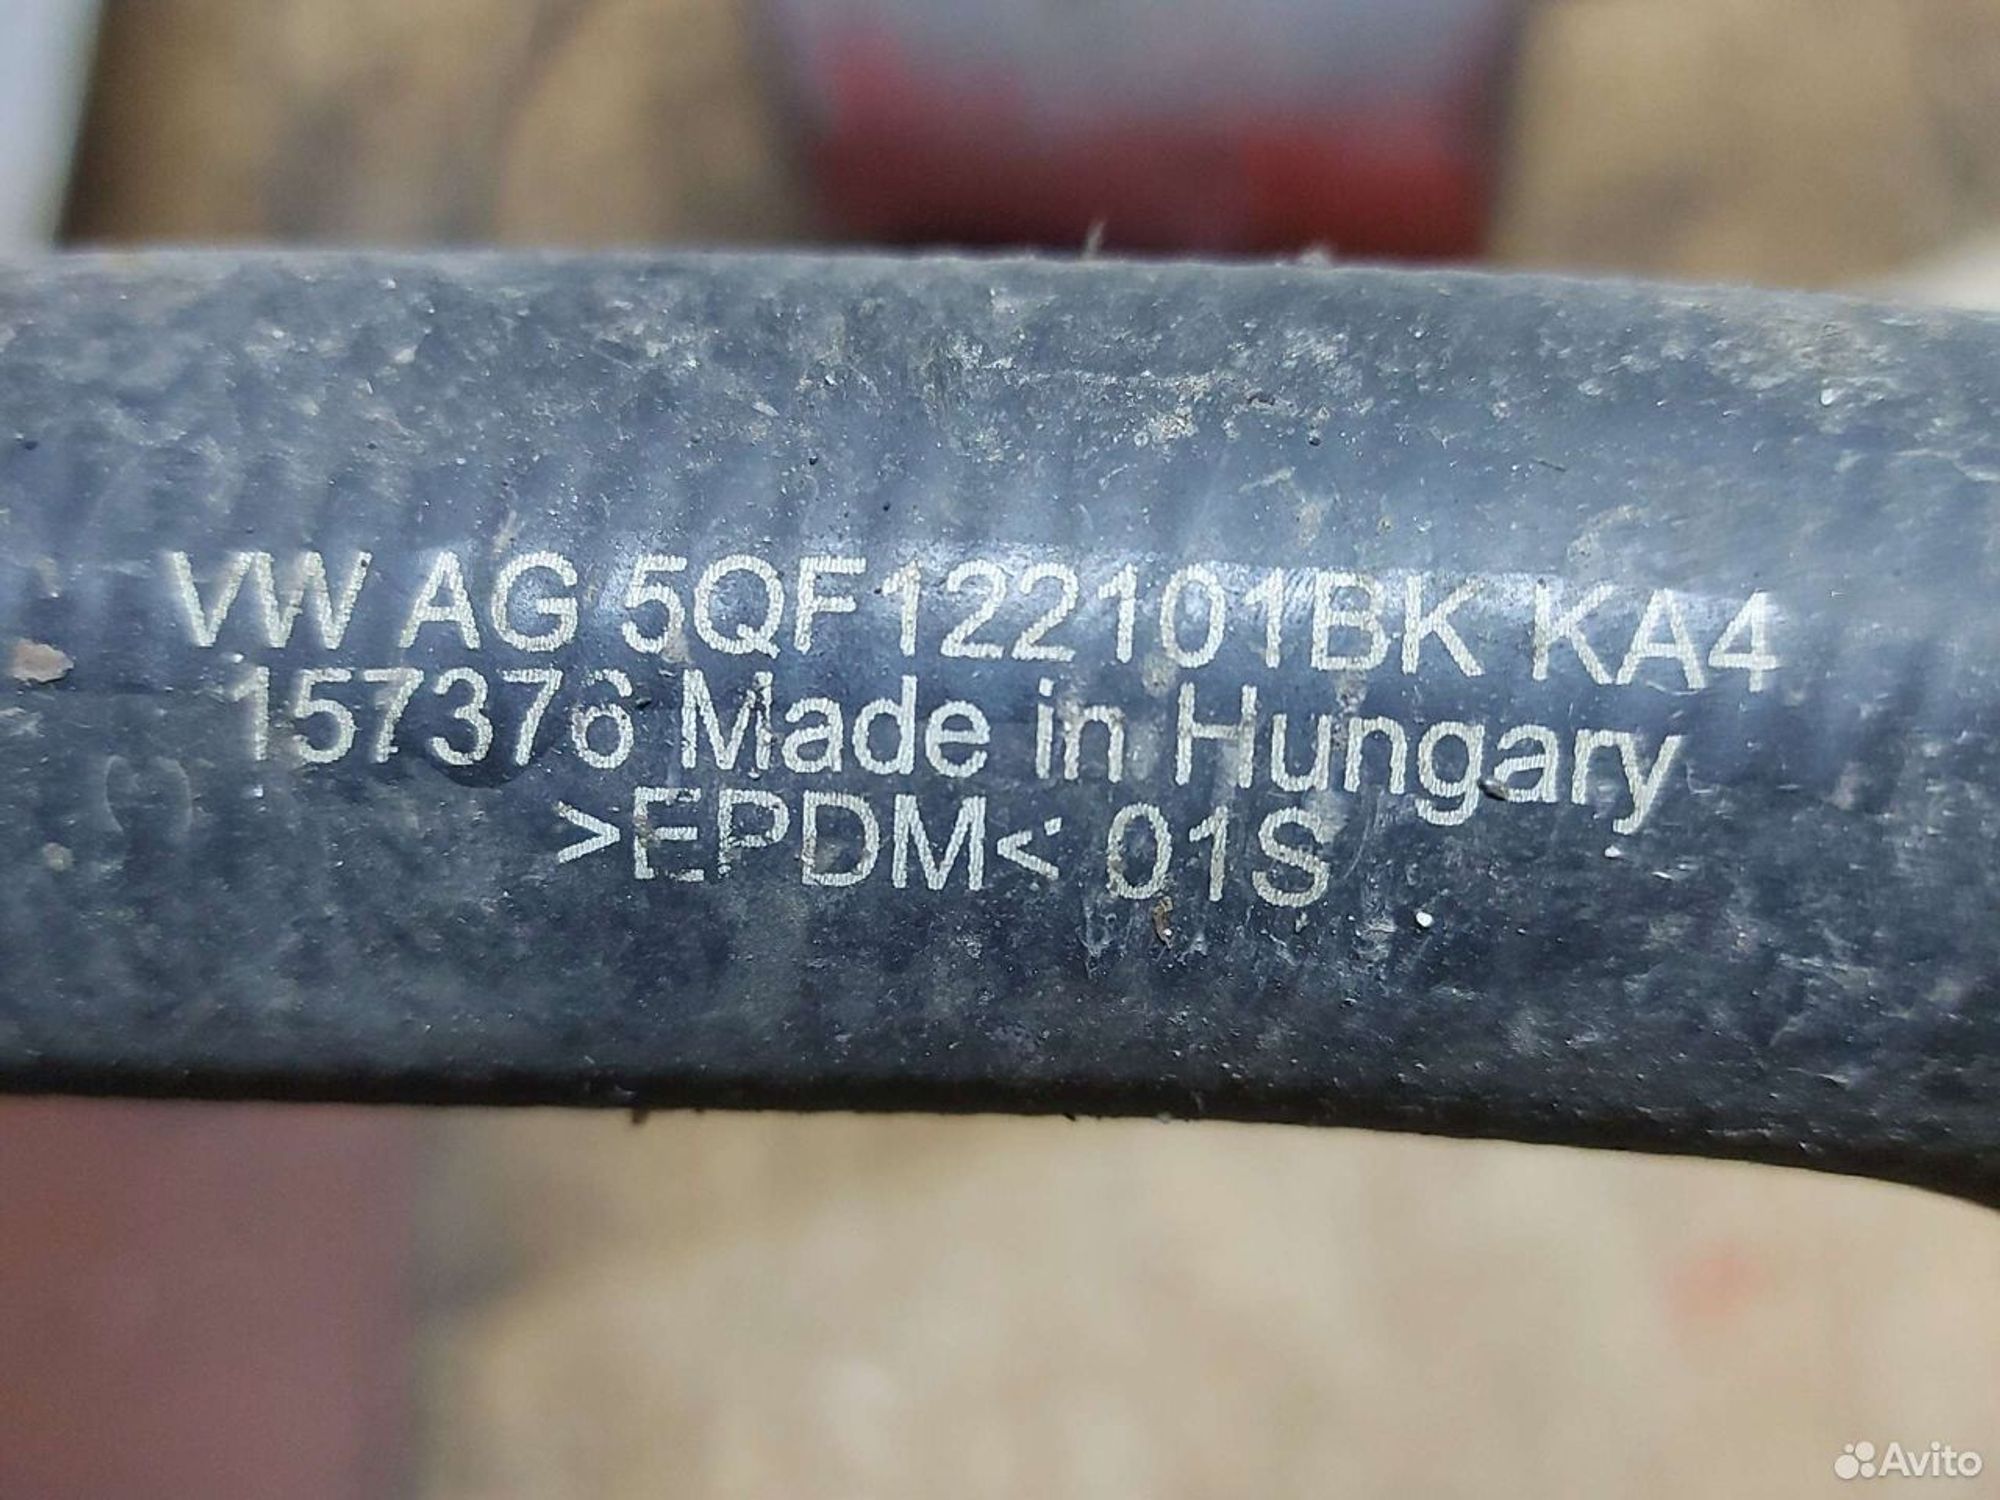 VW AG 5QF122101BK KA4
157376 Made in Hungary
>EPDM< 01S
Avito